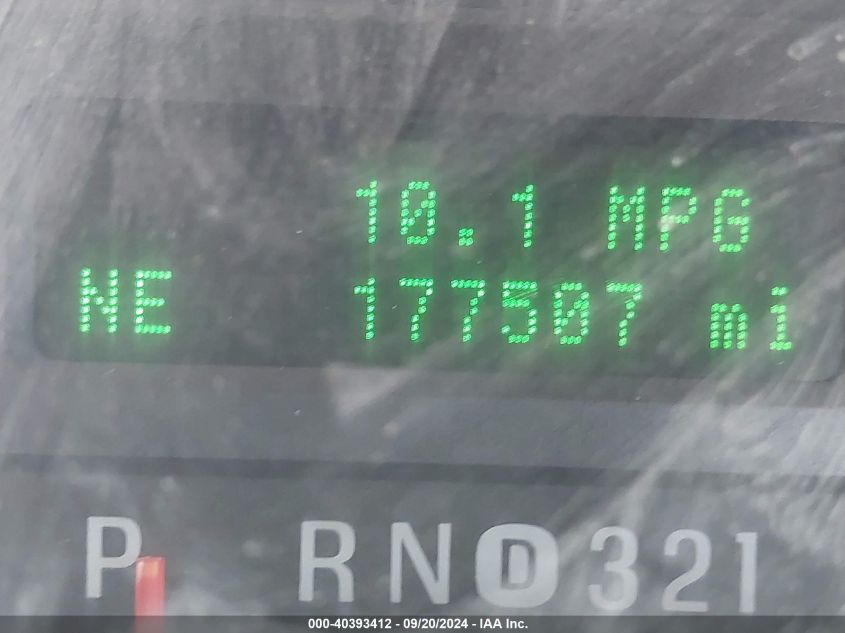 10.1 MPG
NE 177507 mi
P R N D 3 2 1
000-40393412 - 09/20/2024 - IAA Inc.